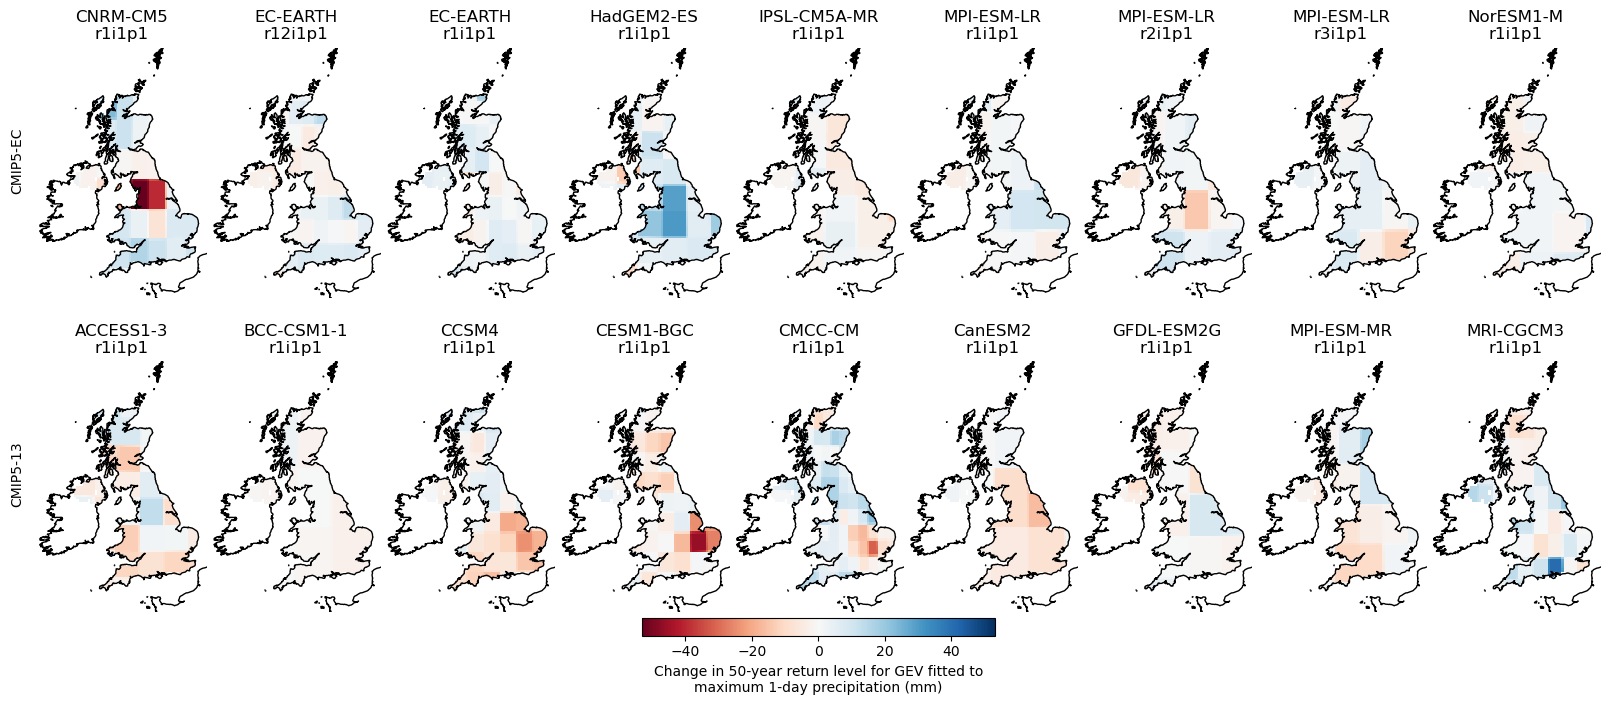 CNRM-CM5 EC-EARTH EC-EARTH HadGEM2-ES IPSL-CM5A-MR MPI-ESM-LR MPI-ESM-LR MPI-ESM-LR NorESM1-M
r1i1p1 r12i1p1 r1i1p1 r1i1p1 r1i1p1 r1i1p1 r2i1p1 r3i1p1 r1i1p1
CMIP5-EC
ACCESS1-3 BCC-CSM1-1 CCSM4 CESM1-BGC CMCC-CM CanESM2 GFDL-ESM2G MPI-ESM-MR MRI-CGCM3
r1i1p1 r1i1p1 r1i1p1 r1i1p1 r1i1p1 r1i1p1 r1i1p1 r1i1p1 r1i1p1
CMIP5-13
−40 −20 0 20 40
Change in 50-year return level for GEV fitted to
maximum 1-day precipitation (mm)